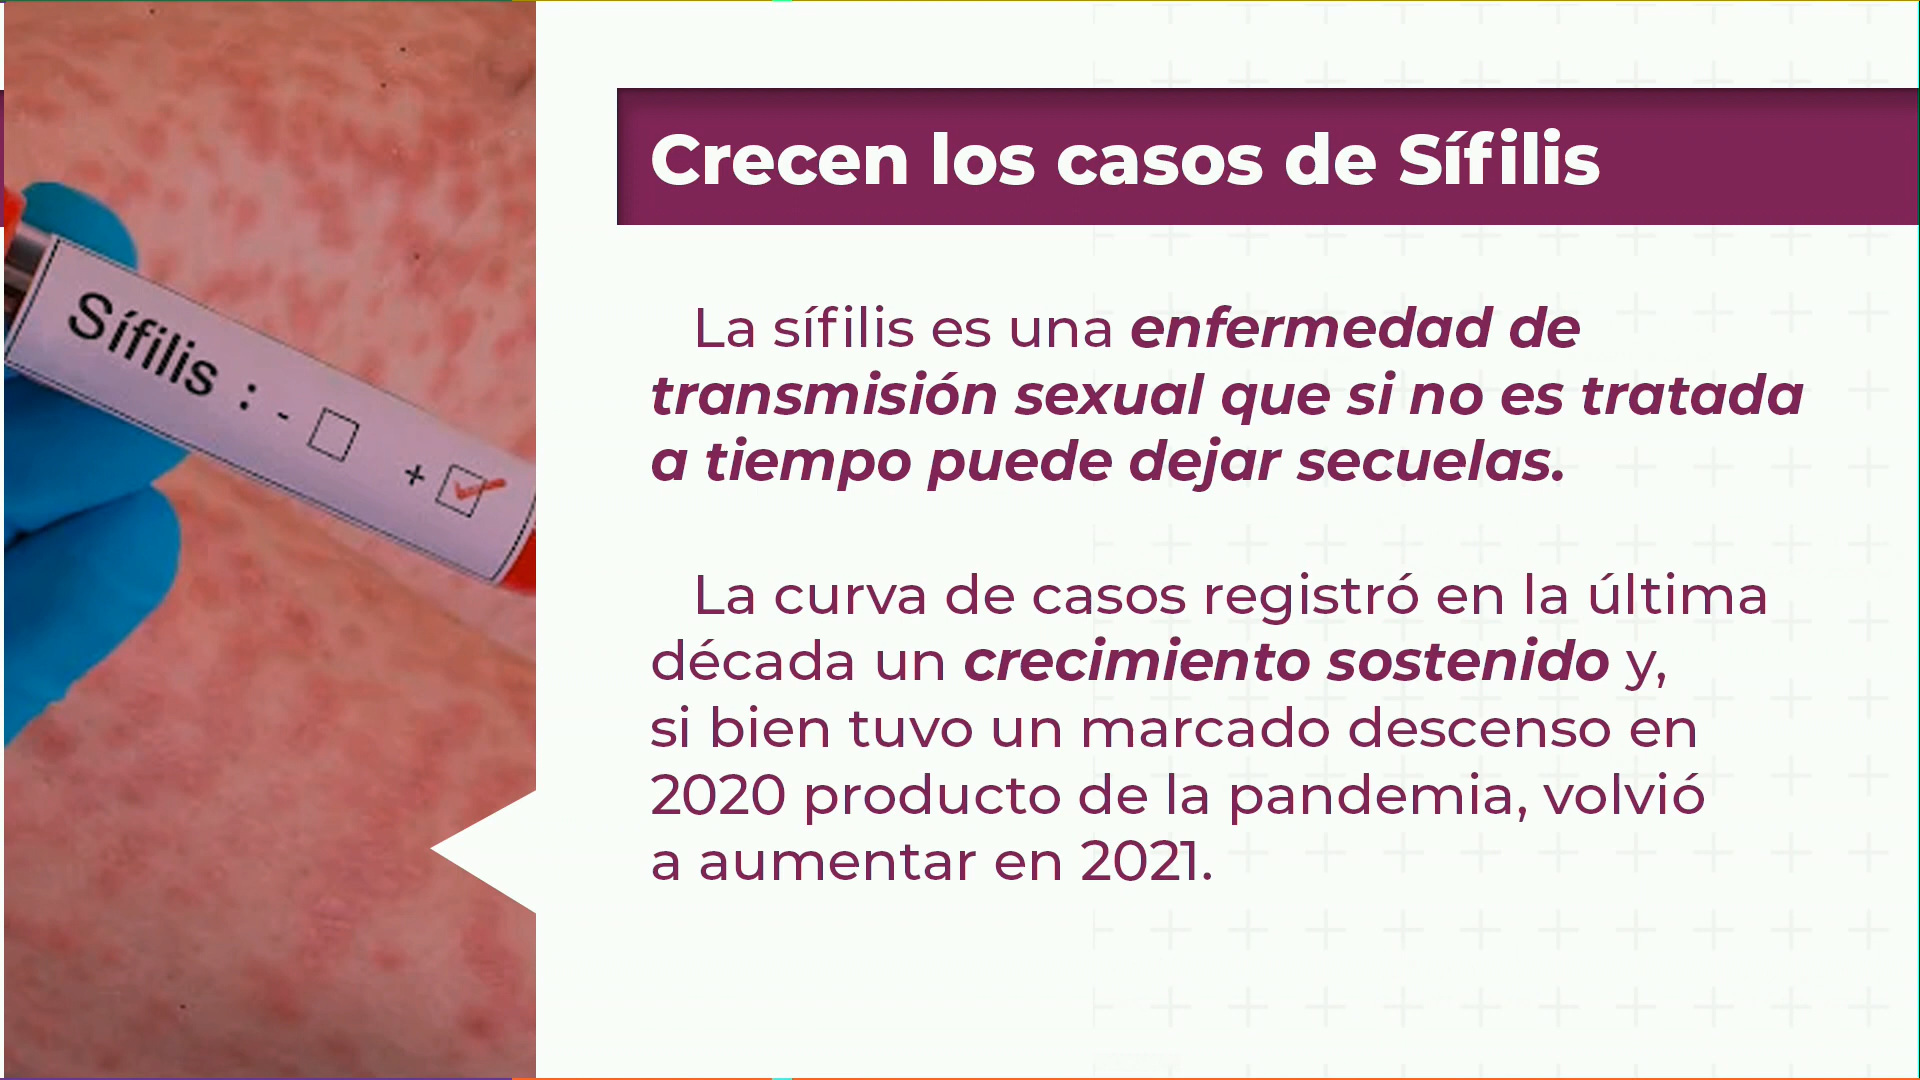 Crecen los casos de Sífilis
Sífilis : - +
La sífilis es una enfermedad de
transmisión sexual que si no es tratada
a tiempo puede dejar secuelas.
La curva de casos registró en la última
década un crecimiento sostenido y,
si bien tuvo un marcado descenso en
2020 producto de la pandemia, volvió
a aumentar en 2021.